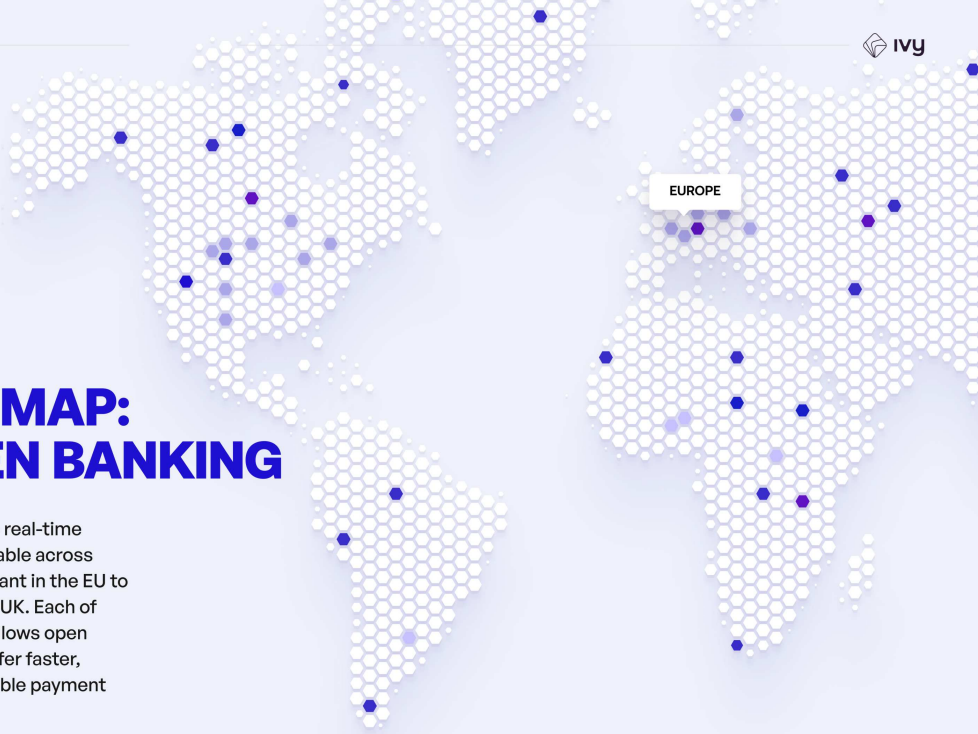 IVY
EUROPE
MAP:
EN BANKING
real-time
able across
ant in the EU to
UK. Each of
lows open
fer faster,
ble payment